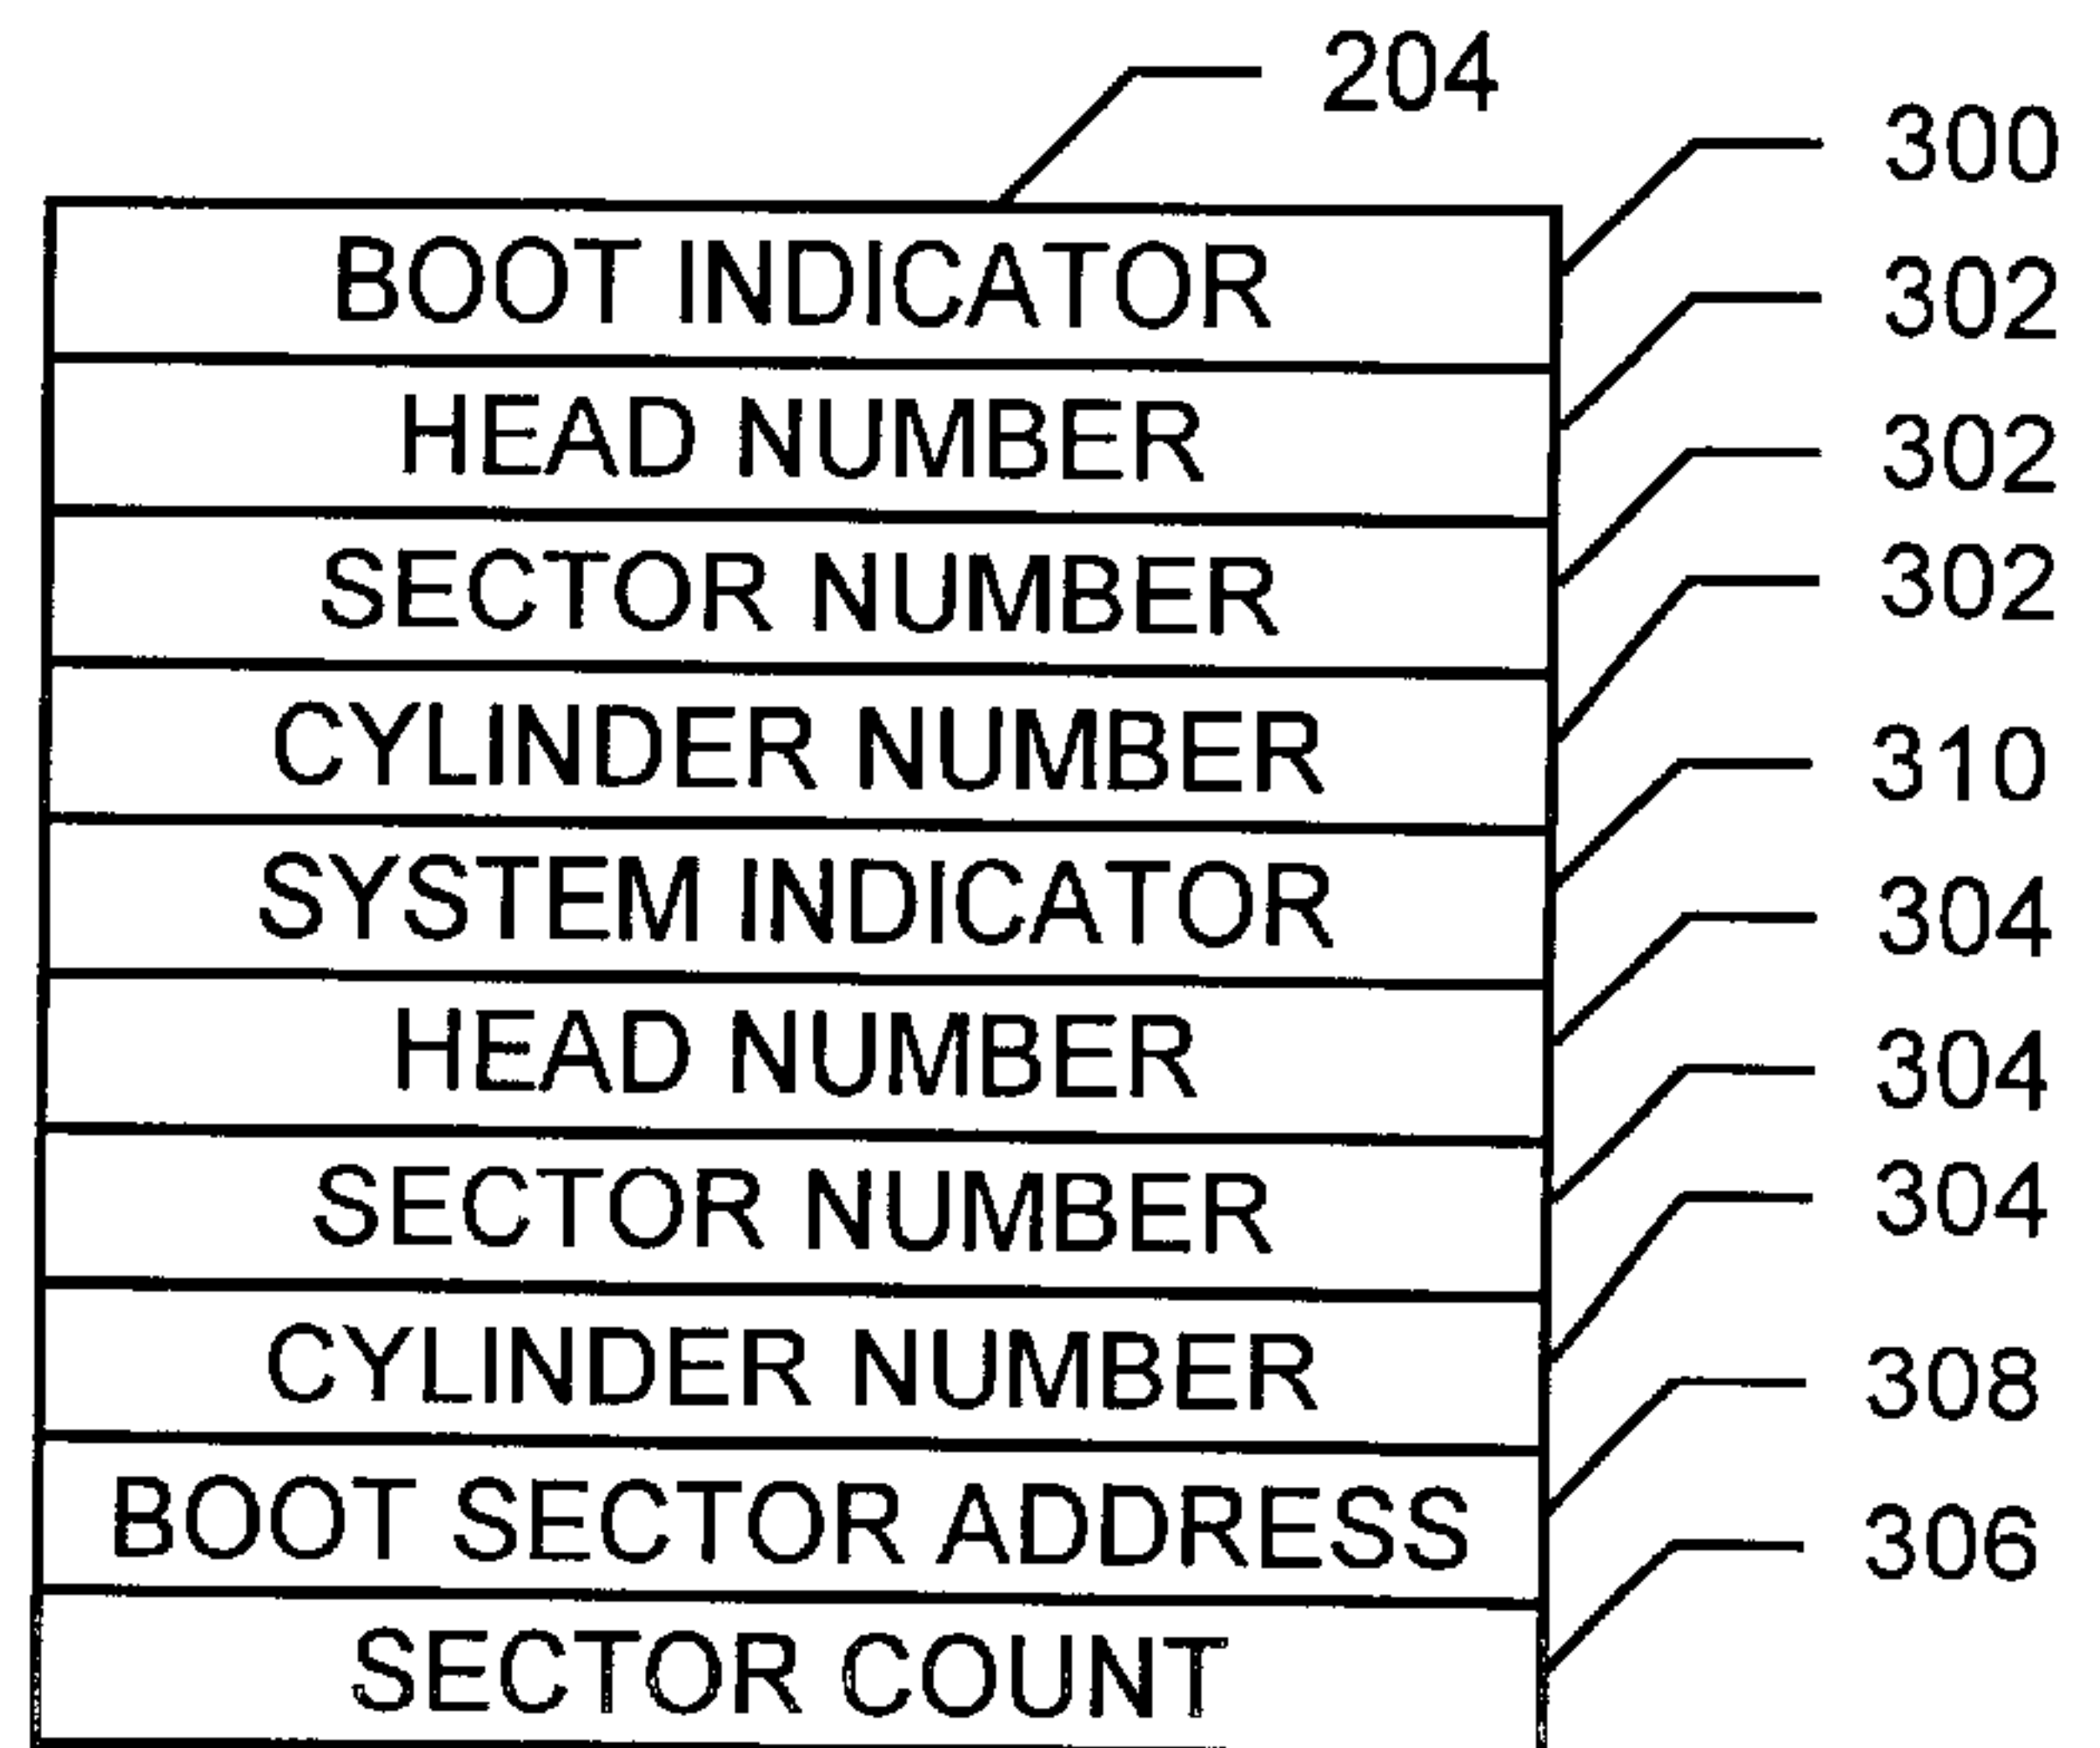 204
BOOT INDICATOR 300
HEAD NUMBER 302
SECTOR NUMBER 302
CYLINDER NUMBER 302
SYSTEM INDICATOR 310
HEAD NUMBER 304
SECTOR NUMBER 304
CYLINDER NUMBER 304
BOOT SECTOR ADDRESS 308
SECTOR COUNT 306